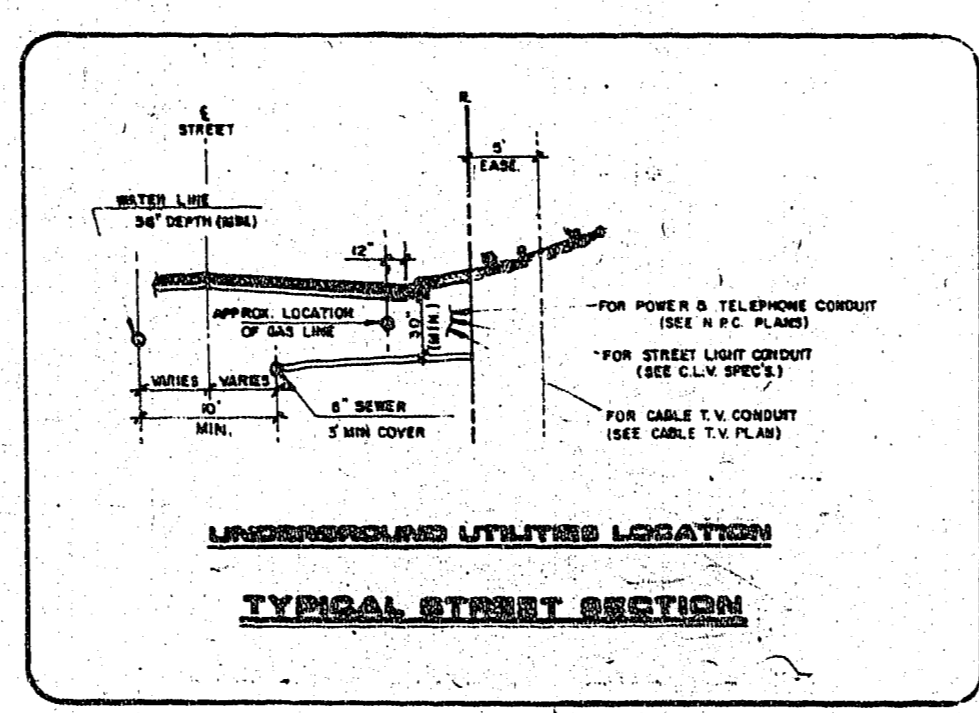 ℄
STREET
WATER LINE
36" DEPTH (MIN.)
12"
5'
EASE.
APPROX. LOCATION
OF GAS LINE
30"
(MIN.)
VARIES
VARIES
10'
MIN.
8" SEWER
3' MIN COVER
FOR POWER & TELEPHONE CONDUIT
(SEE N.P.C. PLANS)
FOR STREET LIGHT CONDUIT
(SEE C.L.V. SPEC'S.)
FOR CABLE T.V. CONDUIT
(SEE CABLE T.V. PLAN)
UNDERGROUND UTILITIES LOCATION
TYPICAL STREET SECTION